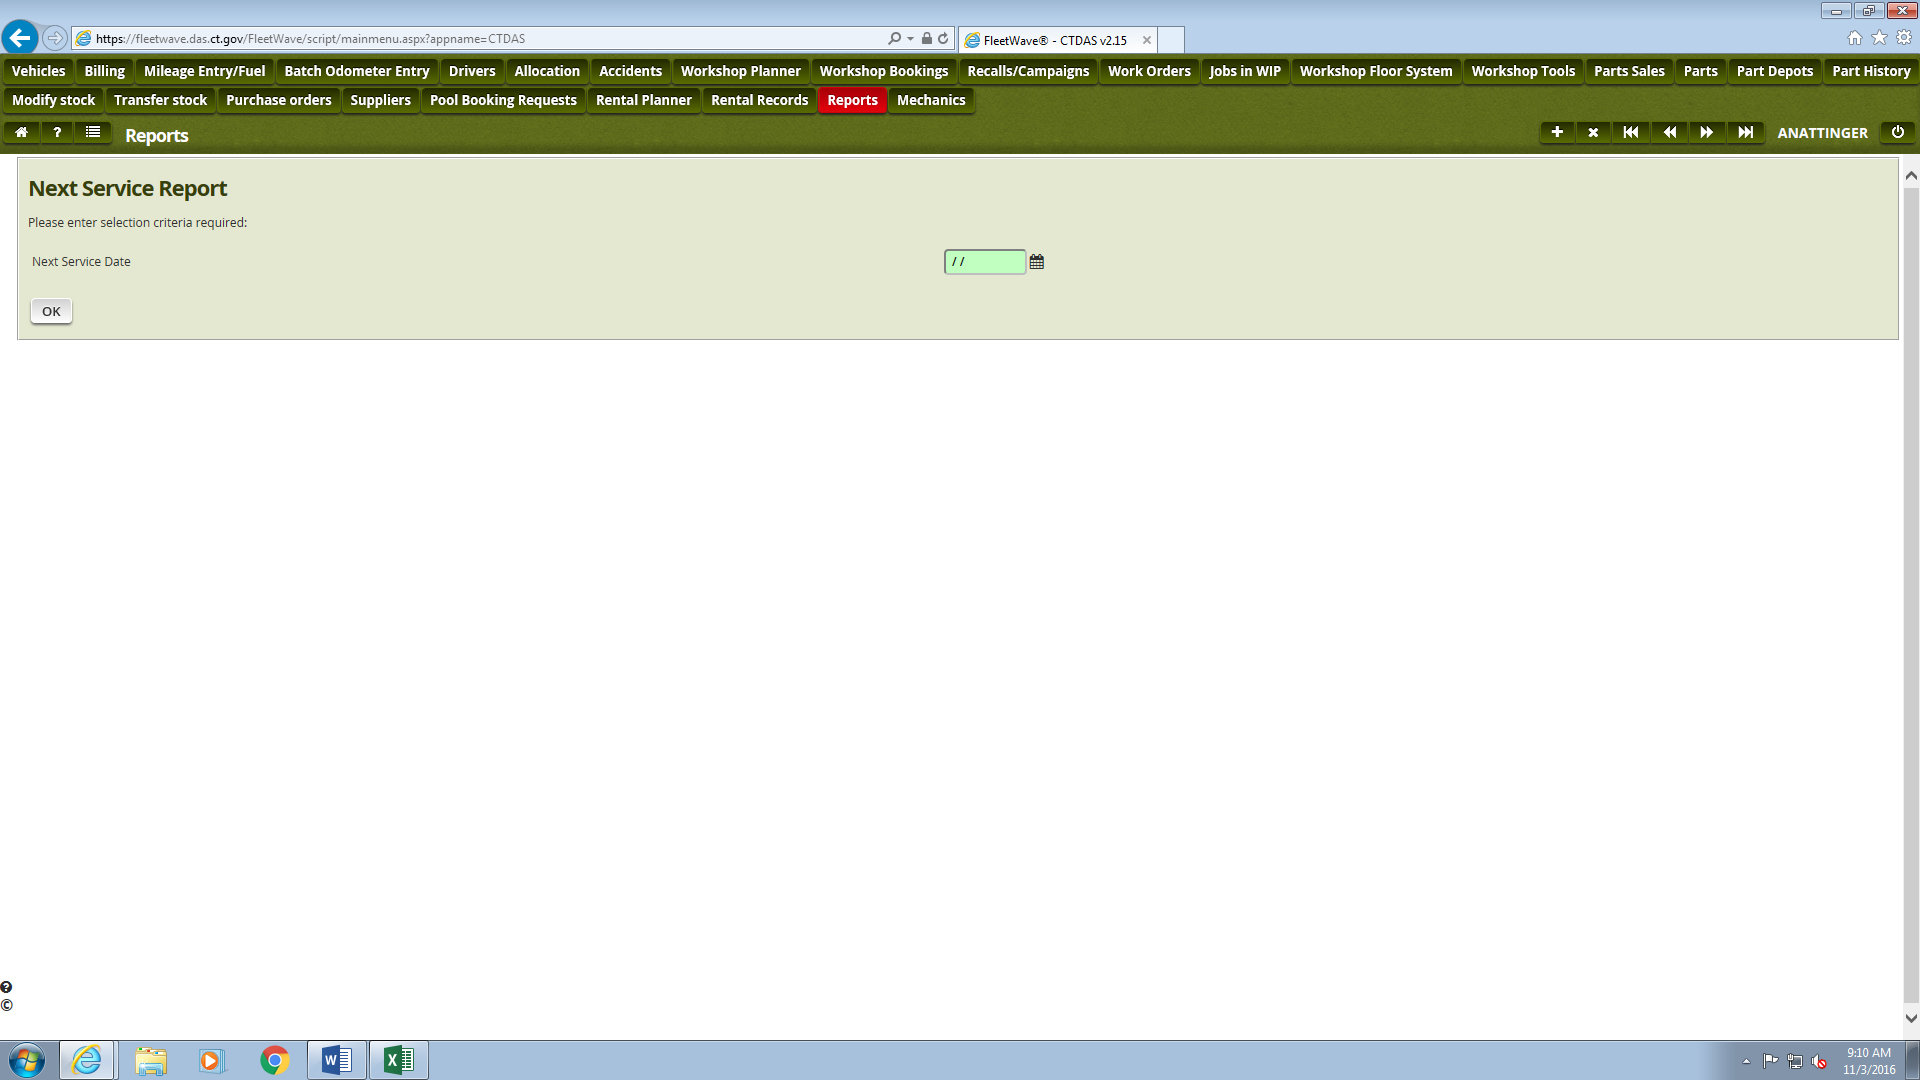 https://fleetwave.das.ct.gov/FleetWave/script/mainmenu.aspx?appname=CTDAS
FleetWave® - CTDAS v2.15
Vehicles Billing Mileage Entry/Fuel Batch Odometer Entry Drivers Allocation Accidents Workshop Planner Workshop Bookings Recalls/Campaigns Work Orders Jobs in WIP Workshop Floor System Workshop Tools Parts Sales Parts Part Depots Part History
Modify stock Transfer stock Purchase orders Suppliers Pool Booking Requests Rental Planner Rental Records Reports Mechanics
? Reports ANATTINGER
Next Service Report
Please enter selection criteria required:
Next Service Date / /
OK
?
©
9:10 AM
11/3/2016